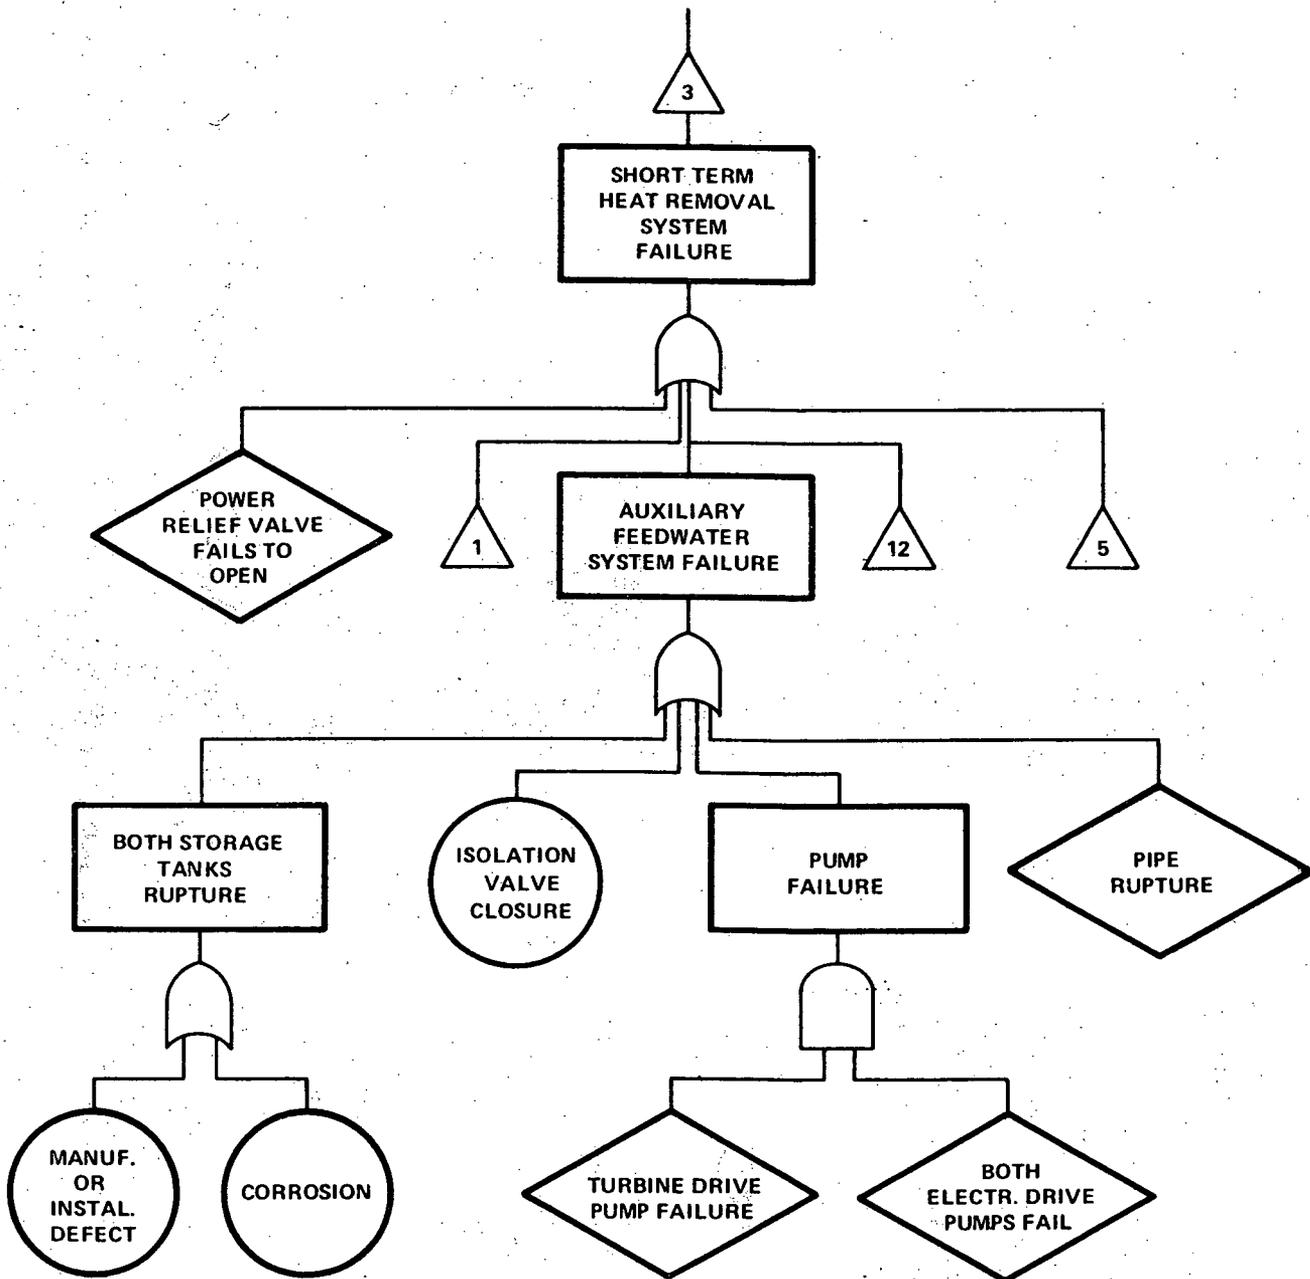 3
SHORT TERM
HEAT REMOVAL
SYSTEM
FAILURE
POWER
RELIEF VALVE
FAILS TO
OPEN
1
AUXILIARY
FEEDWATER
SYSTEM FAILURE
12
5
BOTH STORAGE
TANKS
RUPTURE
ISOLATION
VALVE
CLOSURE
PUMP
FAILURE
PIPE
RUPTURE
MANUF.
OR
INSTAL.
DEFECT
CORROSION
TURBINE DRIVE
PUMP FAILURE
BOTH
ELECTR. DRIVE
PUMPS FAIL